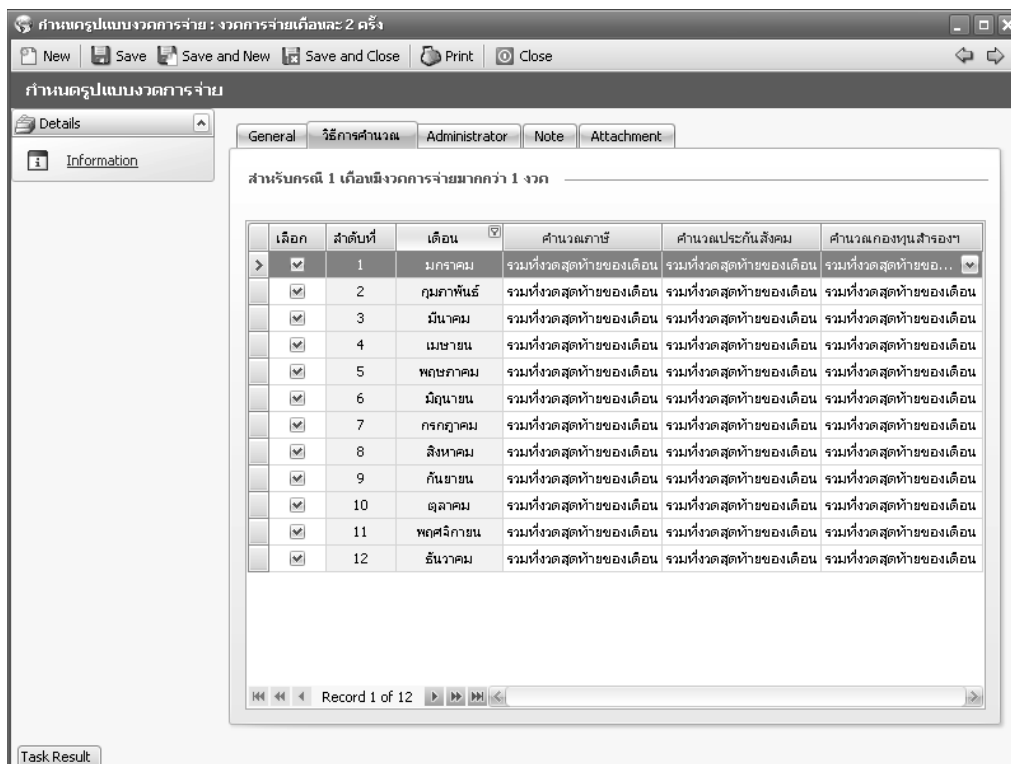 กำหนดรูปแบบงวดการจ่าย : งวดการจ่ายเดือนละ 2 ครั้ง
New Save Save and New Save and Close Print Close
กำหนดรูปแบบงวดการจ่าย
Details
Information
General วิธีการคำนวณ Administrator Note Attachment
สำหรับกรณี 1 เดือนมีงวดการจ่ายมากกว่า 1 งวด
เลือก ลำดับที่ เดือน คำนวณภาษี คำนวณประกันสังคม คำนวณกองทุนสำรองฯ
1 มกราคม รวมที่งวดสุดท้ายของเดือน รวมที่งวดสุดท้ายของเดือน รวมที่งวดสุดท้ายขอ...
2 กุมภาพันธ์ รวมที่งวดสุดท้ายของเดือน รวมที่งวดสุดท้ายของเดือน รวมที่งวดสุดท้ายของเดือน
3 มีนาคม รวมที่งวดสุดท้ายของเดือน รวมที่งวดสุดท้ายของเดือน รวมที่งวดสุดท้ายของเดือน
4 เมษายน รวมที่งวดสุดท้ายของเดือน รวมที่งวดสุดท้ายของเดือน รวมที่งวดสุดท้ายของเดือน
5 พฤษภาคม รวมที่งวดสุดท้ายของเดือน รวมที่งวดสุดท้ายของเดือน รวมที่งวดสุดท้ายของเดือน
6 มิถุนายน รวมที่งวดสุดท้ายของเดือน รวมที่งวดสุดท้ายของเดือน รวมที่งวดสุดท้ายของเดือน
7 กรกฎาคม รวมที่งวดสุดท้ายของเดือน รวมที่งวดสุดท้ายของเดือน รวมที่งวดสุดท้ายของเดือน
8 สิงหาคม รวมที่งวดสุดท้ายของเดือน รวมที่งวดสุดท้ายของเดือน รวมที่งวดสุดท้ายของเดือน
9 กันยายน รวมที่งวดสุดท้ายของเดือน รวมที่งวดสุดท้ายของเดือน รวมที่งวดสุดท้ายของเดือน
10 ตุลาคม รวมที่งวดสุดท้ายของเดือน รวมที่งวดสุดท้ายของเดือน รวมที่งวดสุดท้ายของเดือน
11 พฤศจิกายน รวมที่งวดสุดท้ายของเดือน รวมที่งวดสุดท้ายของเดือน รวมที่งวดสุดท้ายของเดือน
12 ธันวาคม รวมที่งวดสุดท้ายของเดือน รวมที่งวดสุดท้ายของเดือน รวมที่งวดสุดท้ายของเดือน
Record 1 of 12
Task Result